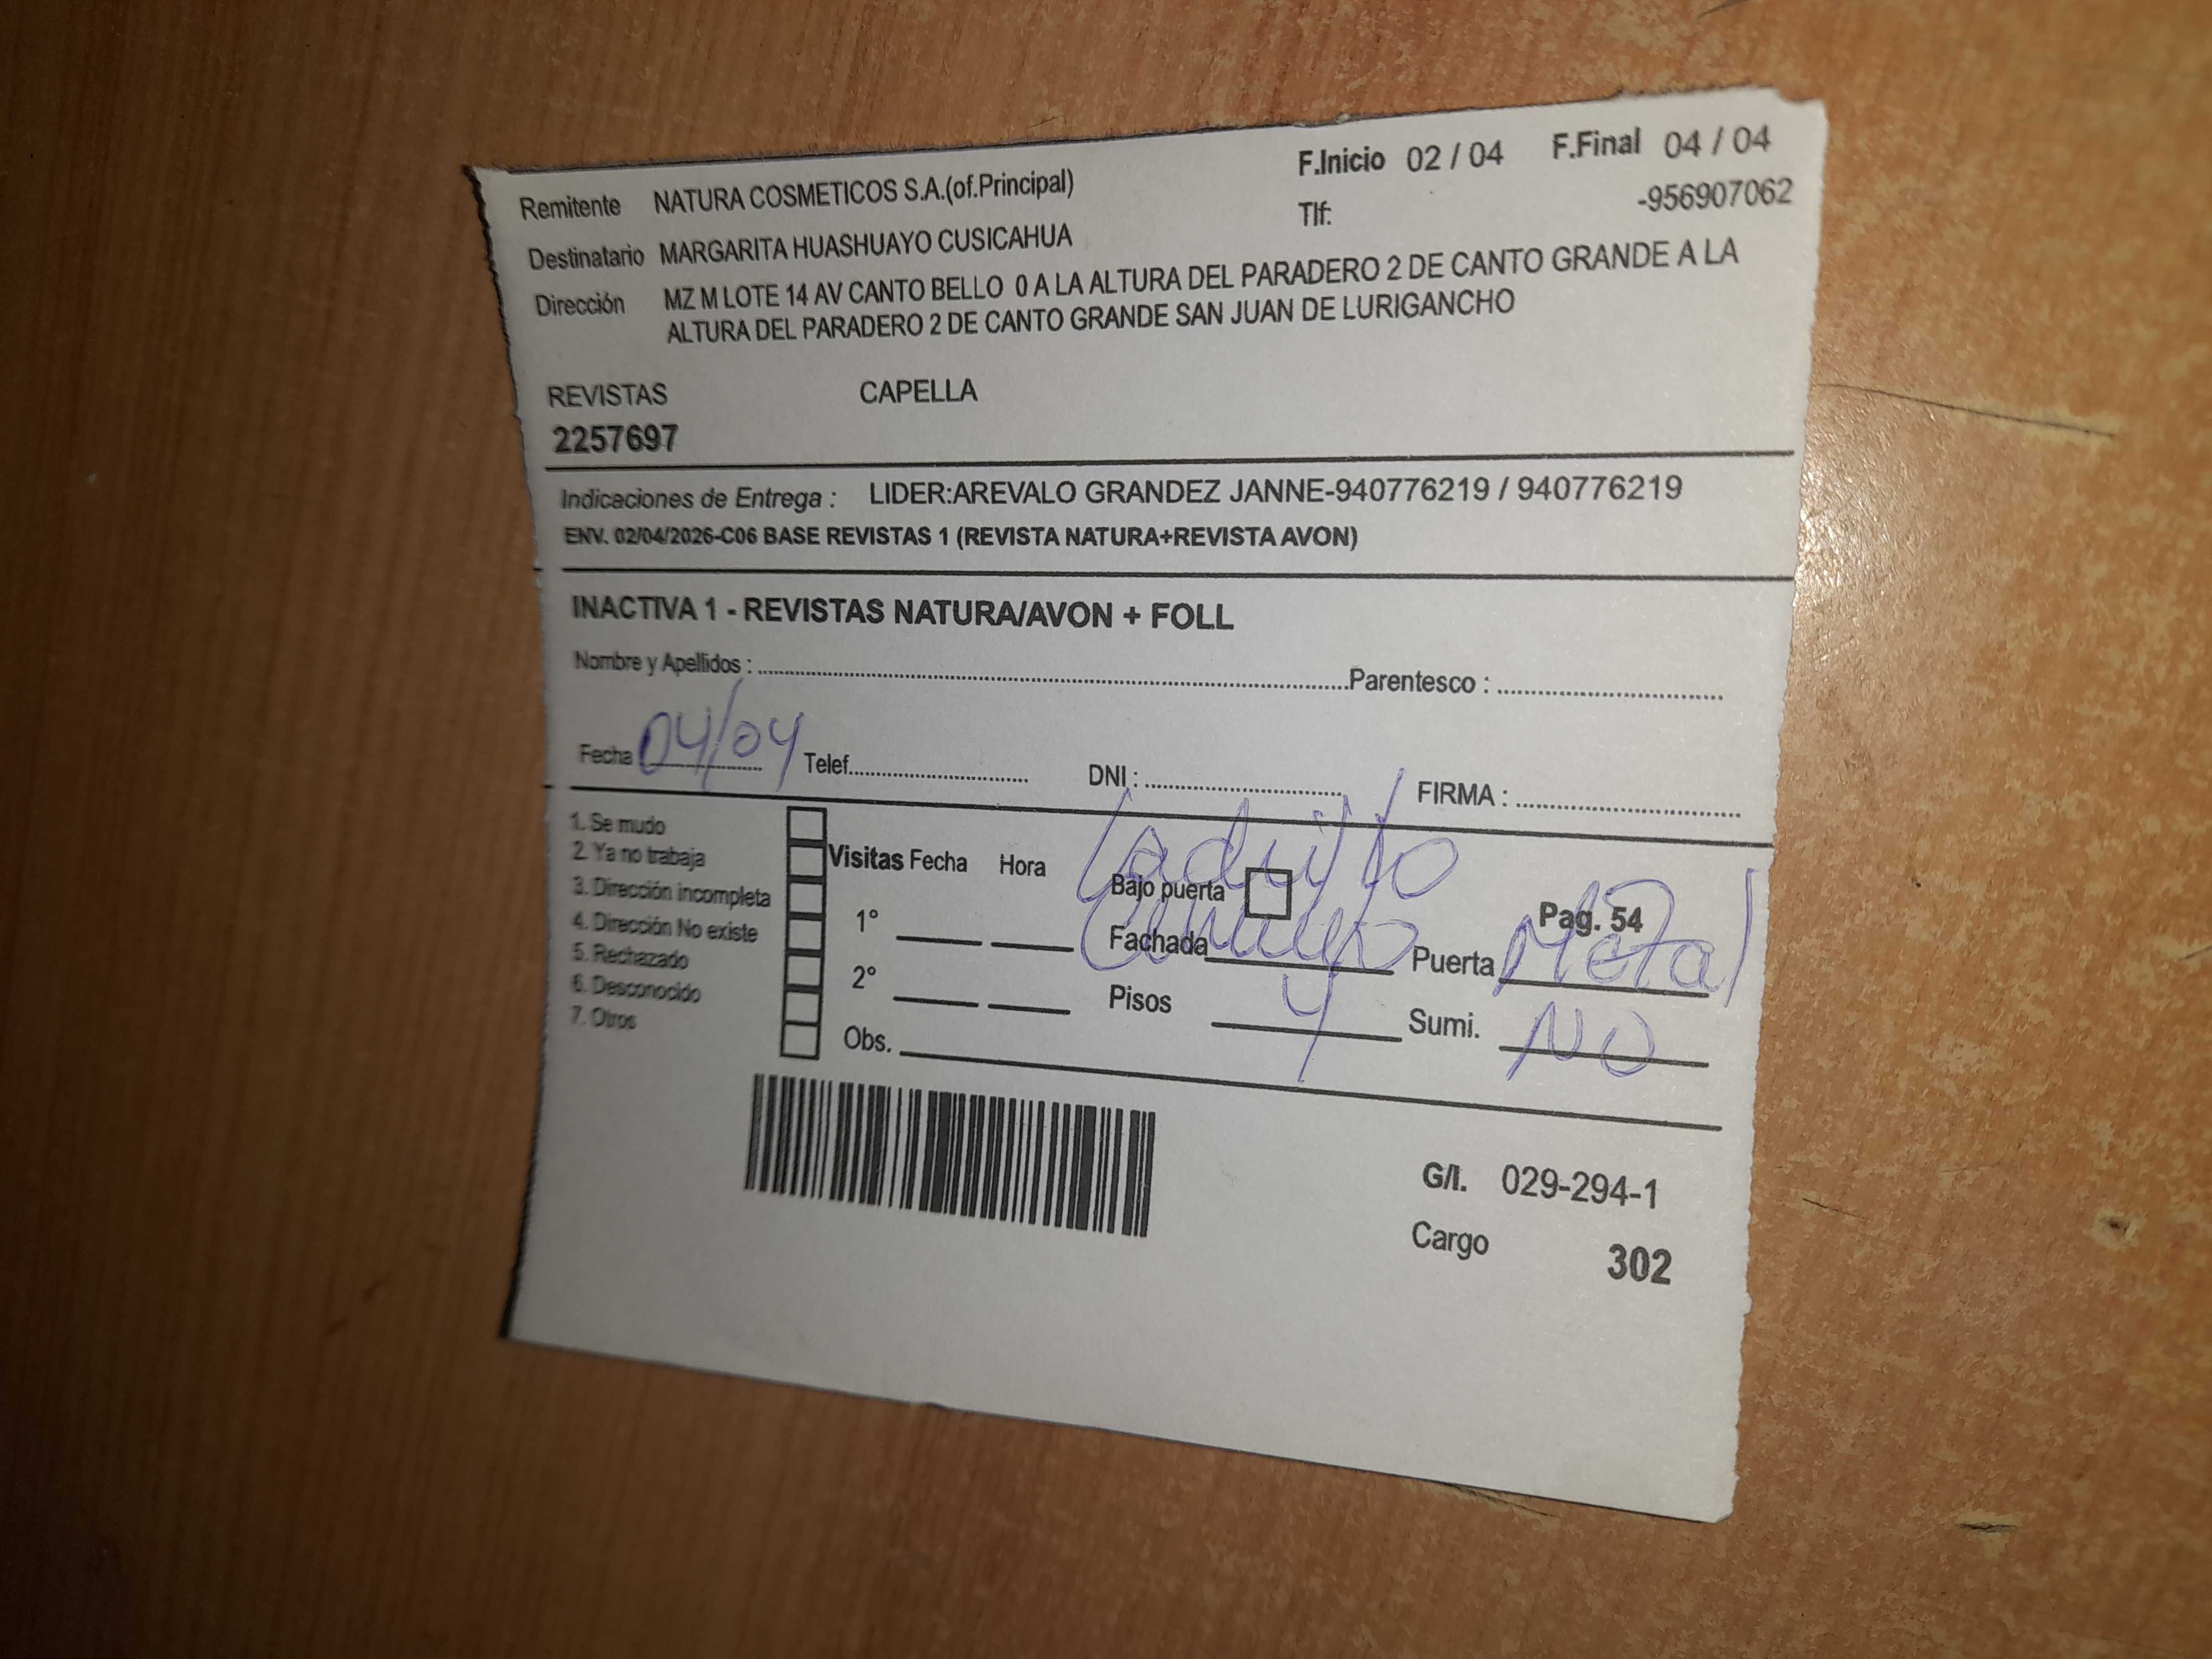 F.Inicio 02 / 04 F.Final 04 / 04
Remitente NATURA COSMETICOS S.A.(of.Principal)
Tlf: -956907062
Destinatario MARGARITA HUASHUAYO CUSICAHUA
Dirección MZ M LOTE 14 AV CANTO BELLO 0 A LA ALTURA DEL PARADERO 2 DE CANTO GRANDE A LA
ALTURA DEL PARADERO 2 DE CANTO GRANDE SAN JUAN DE LURIGANCHO
REVISTAS CAPELLA
2257697
Indicaciones de Entrega : LIDER:AREVALO GRANDEZ JANNE-940776219 / 940776219
ENV. 02/04/2026-C06 BASE REVISTAS 1 (REVISTA NATURA+REVISTA AVON)
INACTIVA 1 - REVISTAS NATURA/AVON + FOLL
Nombre y Apellidos : Parentesco :
Fecha 04/04 Telef. DNI : FIRMA :
1. Se mudo
2. Ya no trabaja
3. Dirección incompleta
4. Dirección No existe
5. Rechazado
6. Desconocido
7. Otros
Visitas Fecha Hora
1°
2°
Obs.
Ladrillo
Bajo puerta Pag. 54
Fachada Puerta Metal
Pisos 4 Sumi. NO
G/I. 029-294-1
Cargo 302